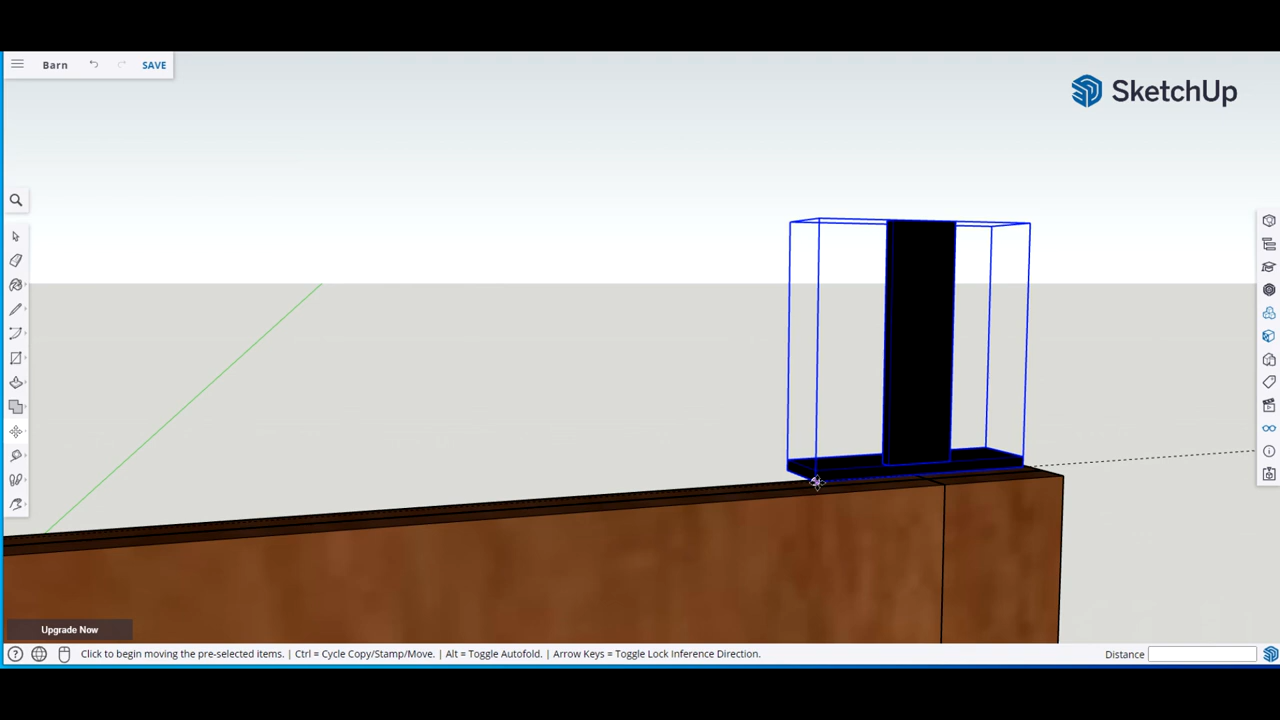 Barn
SAVE
SketchUp
Upgrade Now
Click to begin moving the pre-selected items. | Ctrl = Cycle Copy/Stamp/Move. | Alt = Toggle Autofold. | Arrow Keys = Toggle Lock Inference Direction.
Distance